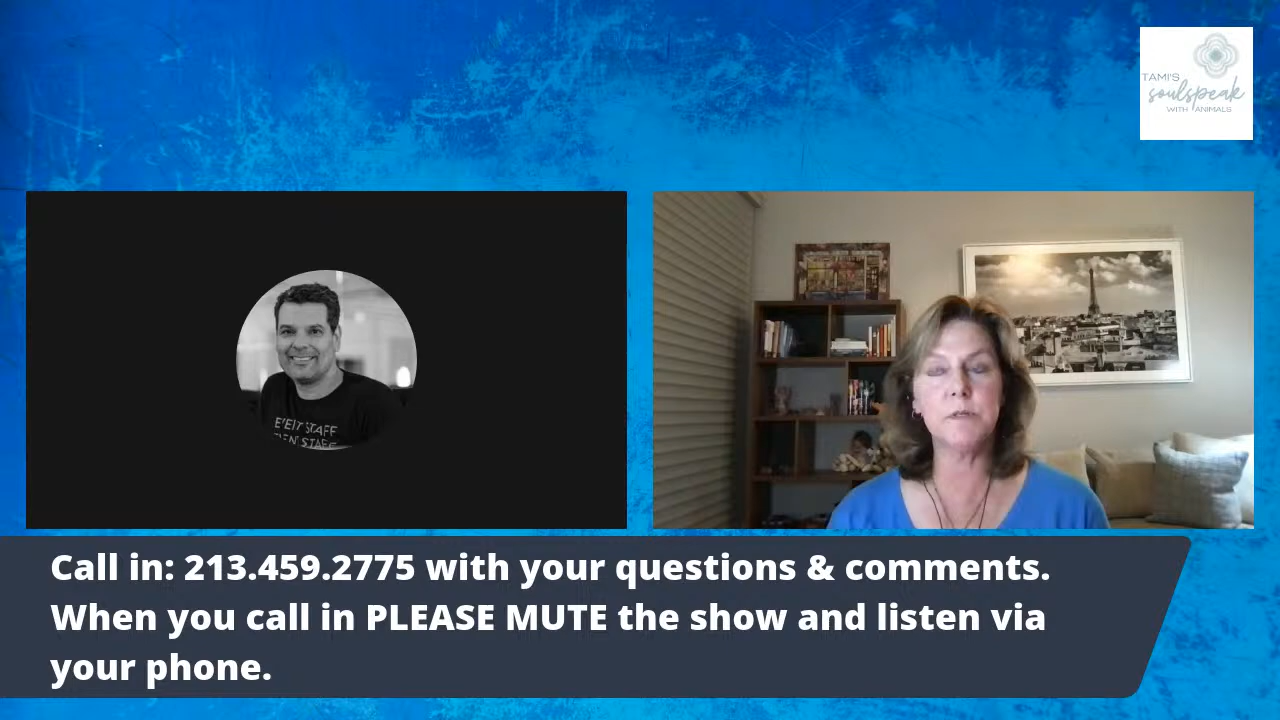 TAMI'S
soulspeak
WITH ANIMALS
STAFF
Call in: 213.459.2775 with your questions & comments.
When you call in PLEASE MUTE the show and listen via
your phone.